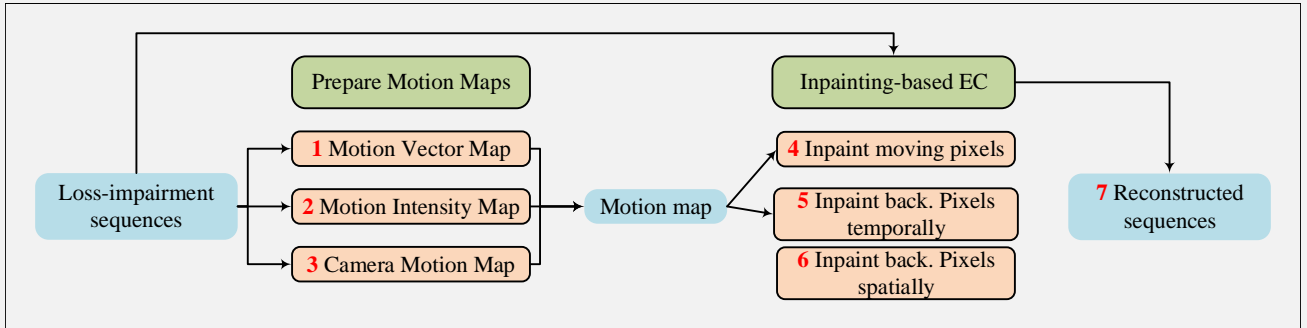 Prepare Motion Maps
Inpainting-based EC
1 Motion Vector Map
4 Inpaint moving pixels
Loss-impairment
sequences
2 Motion Intensity Map
Motion map
5 Inpaint back. Pixels
temporally
7 Reconstructed
sequences
3 Camera Motion Map
6 Inpaint back. Pixels
spatially